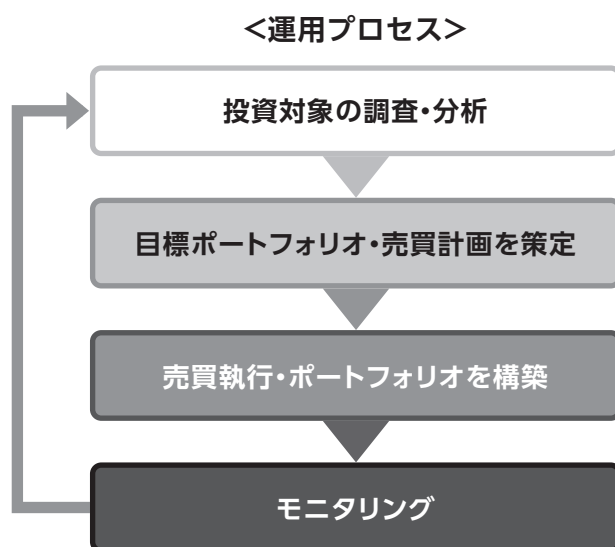 <運用プロセス>
投資対象の調査・分析
目標ポートフォリオ・売買計画を策定
売買執行・ポートフォリオを構築
モニタリング